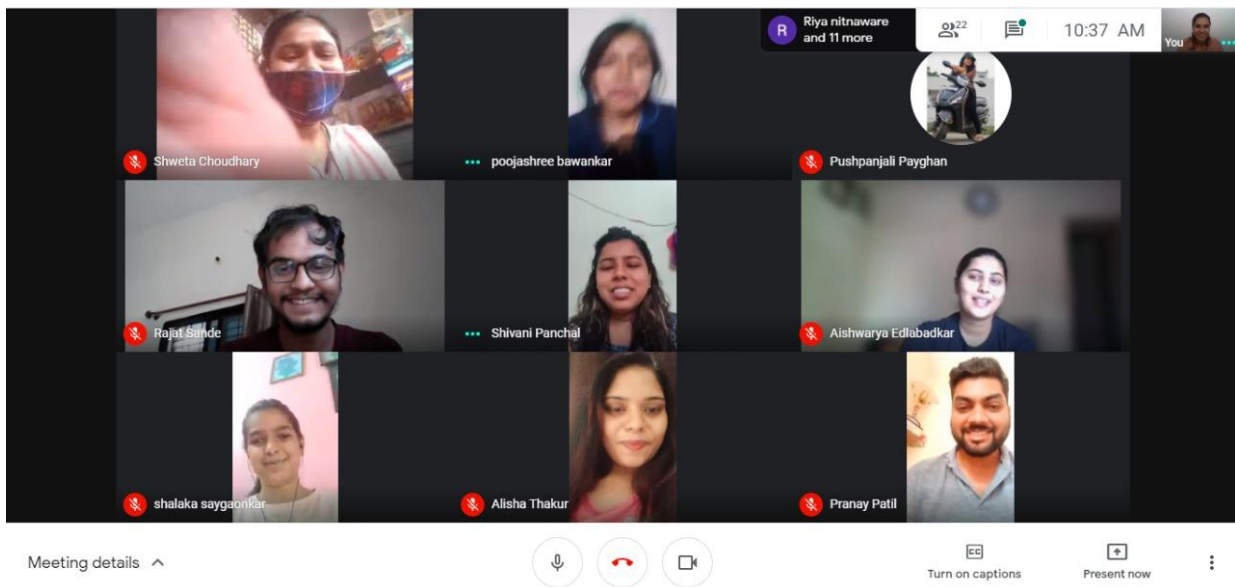 R
Riya nitnaware
and 11 more
22
10:37 AM
You
Shweta Choudhary
poojashree bawankar
Pushpanjali Payghan
Rajat Sande
Shivani Panchal
Aishwarya Edlabadkar
shalaka saygaonkar
Alisha Thakur
Pranay Patil
Meeting details
CC
Turn on captions
Present now